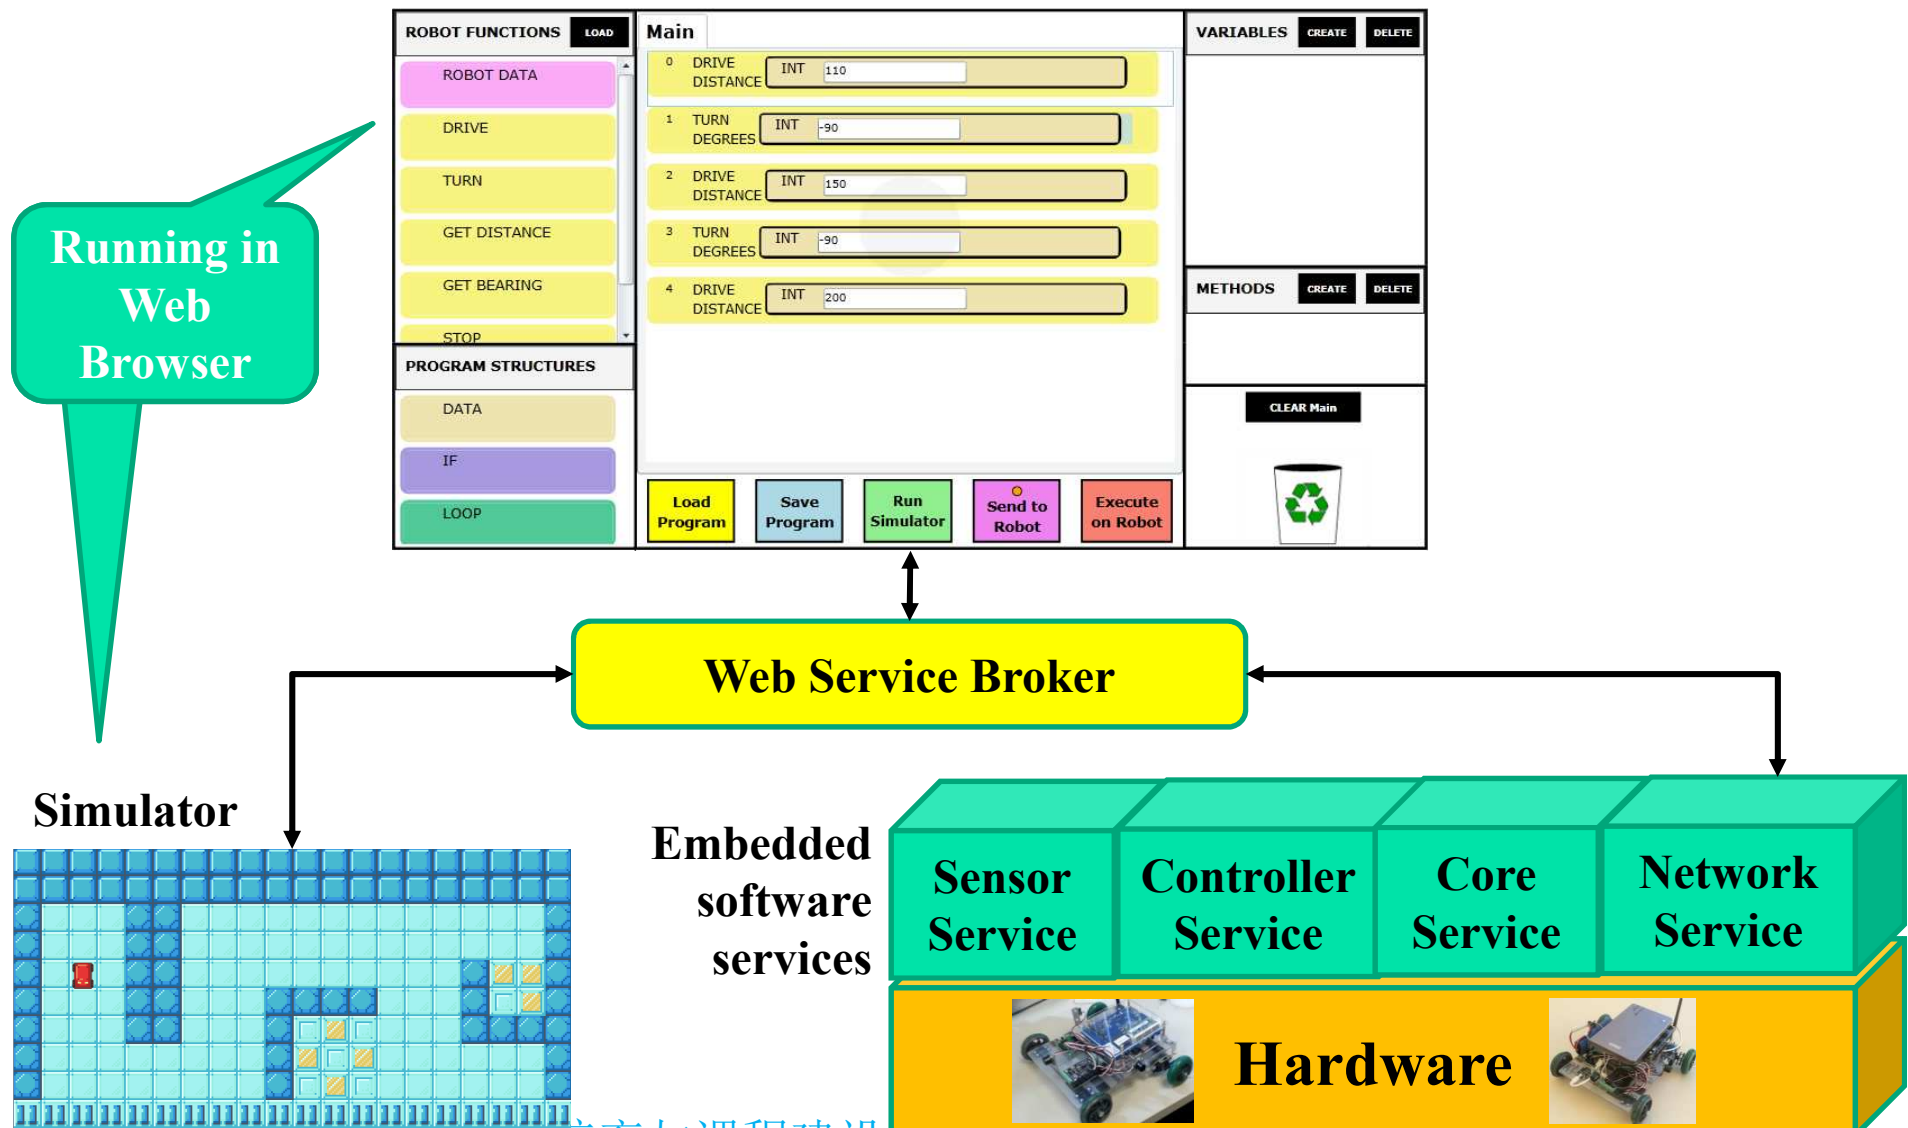 ROBOT FUNCTIONS LOAD
ROBOT DATA
DRIVE
TURN
GET DISTANCE
GET BEARING
STOP
PROGRAM STRUCTURES
DATA
IF
LOOP
Main
0 DRIVE DISTANCE INT 110
1 TURN DEGREES INT -90
2 DRIVE DISTANCE INT 150
3 TURN DEGREES INT -90
4 DRIVE DISTANCE INT 200
Load Program
Save Program
Run Simulator
Send to Robot
Execute on Robot
VARIABLES CREATE DELETE
METHODS CREATE DELETE
CLEAR Main
Running in
Web
Browser
Web Service Broker
Simulator
Embedded
software
services
Sensor
Service
Controller
Service
Core
Service
Network
Service
Hardware